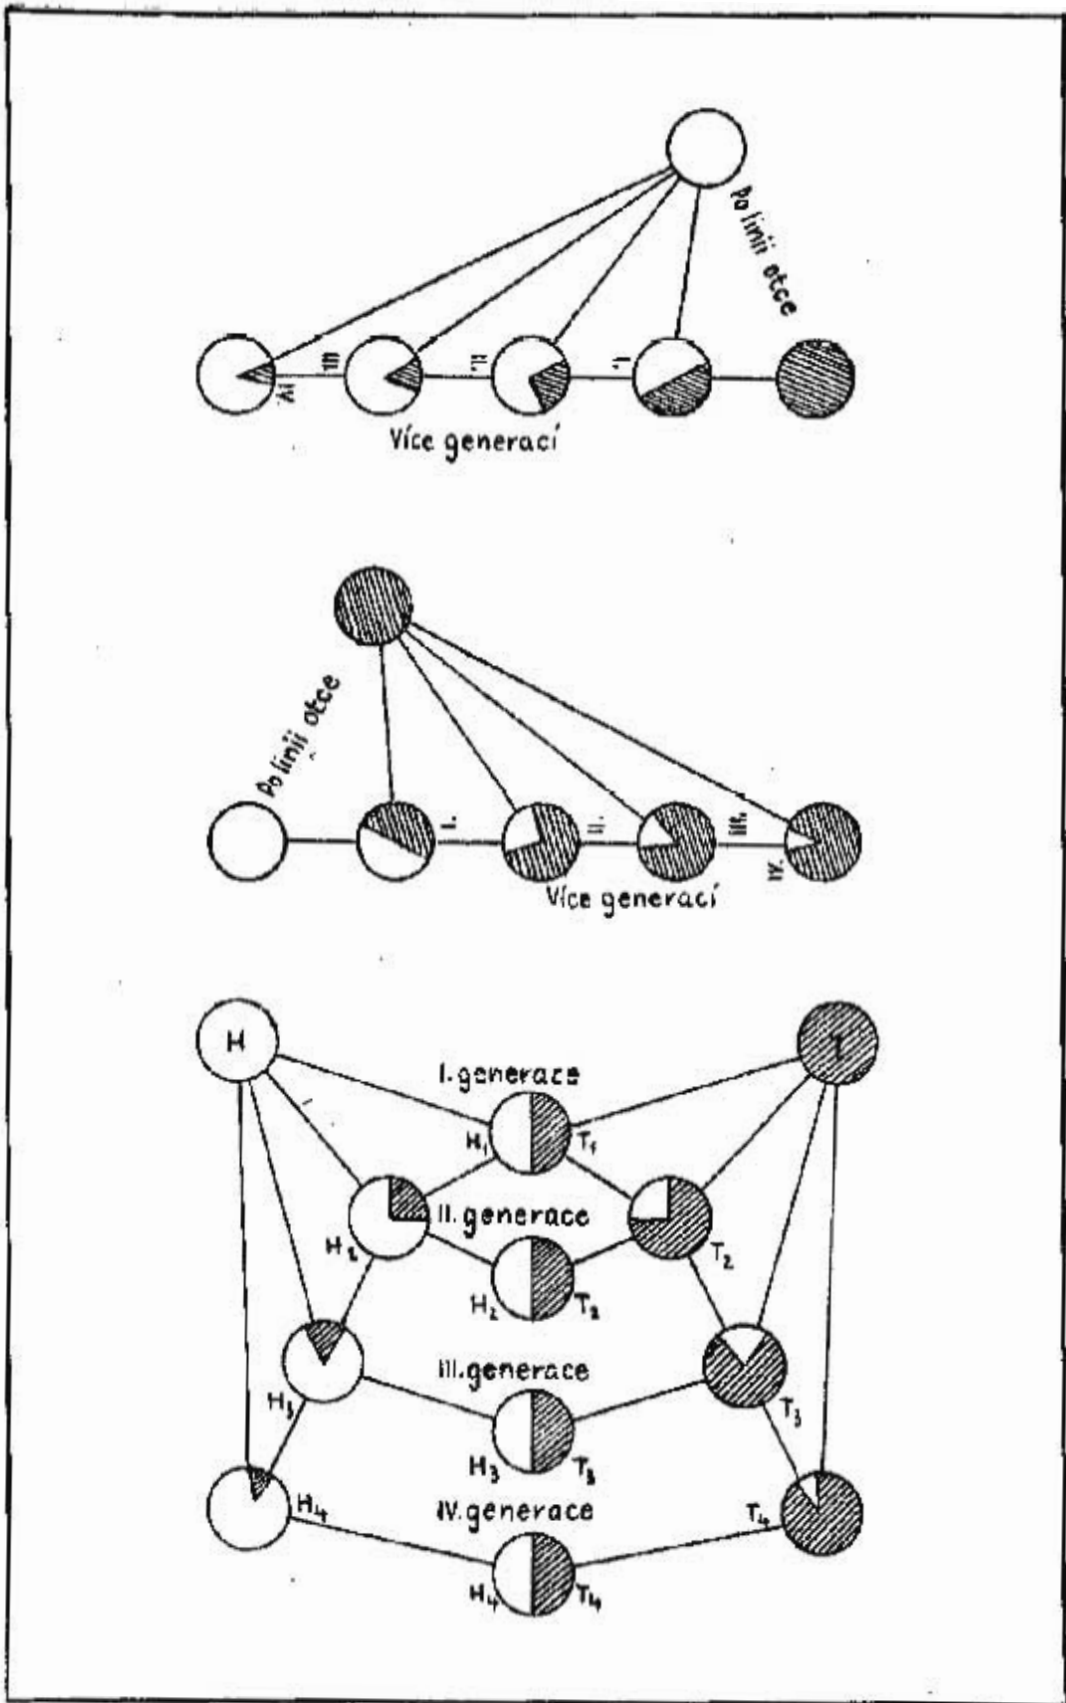 Po linii otce
IV.
III.
II.
I.
Více generací
Po linii otce
I.
II.
III.
IV.
Více generací
H
T
I. generace
H₁ T₁
II. generace
H₂ T₂
H₂ T₂
III. generace
H₃ T₃
H₃ T₃
IV. generace
H₄ T₄
H₄ T₄